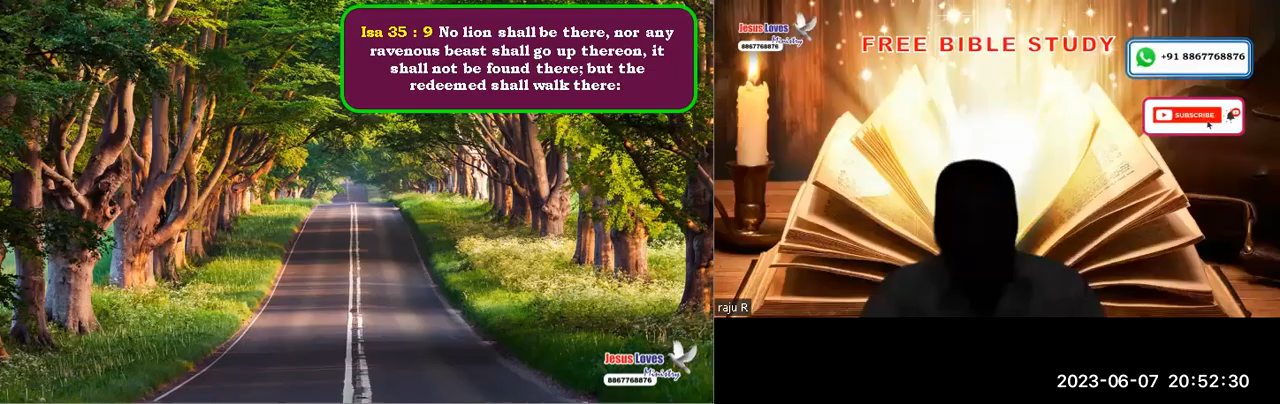 Isa 35 : 9 No lion shall be there, nor any
ravenous beast shall go up thereon, it
shall not be found there; but the
redeemed shall walk there:
Jesus Loves
Ministry
8867768876
Jesus Loves
Ministry
8867768876
FREE BIBLE STUDY
+91 8867768876
SUBSCRIBE
raju R
2023-06-07 20:52:30